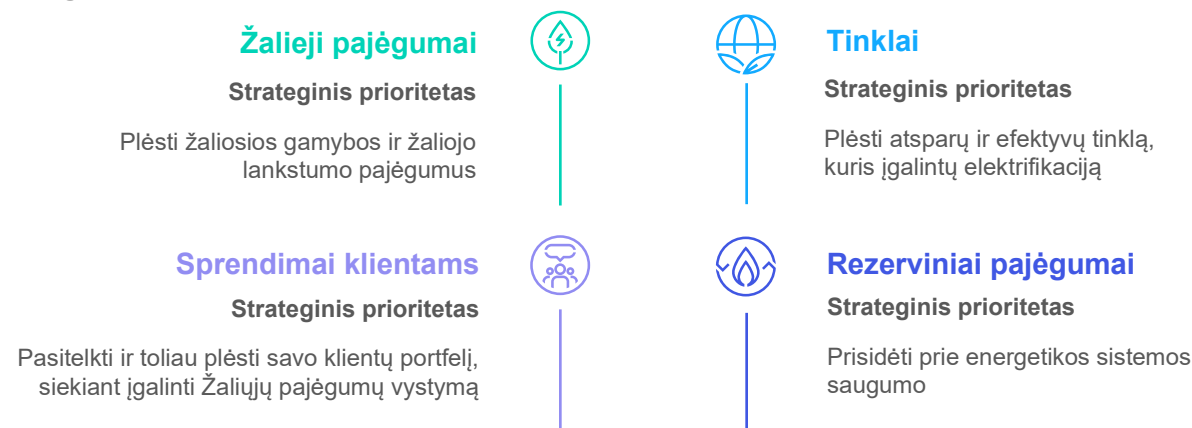 Žalieji pajėgumai
Strateginis prioritetas
Plėsti žaliosios gamybos ir žaliojo
lankstumo pajėgumus
Tinklai
Strateginis prioritetas
Plėsti atsparų ir efektyvų tinklą,
kuris įgalintų elektrifikaciją
Sprendimai klientams
Strateginis prioritetas
Pasitelkti ir toliau plėsti savo klientų portfelį,
siekiant įgalinti Žaliųjų pajėgumų vystymą
Rezerviniai pajėgumai
Strateginis prioritetas
Prisidėti prie energetikos sistemos
saugumo